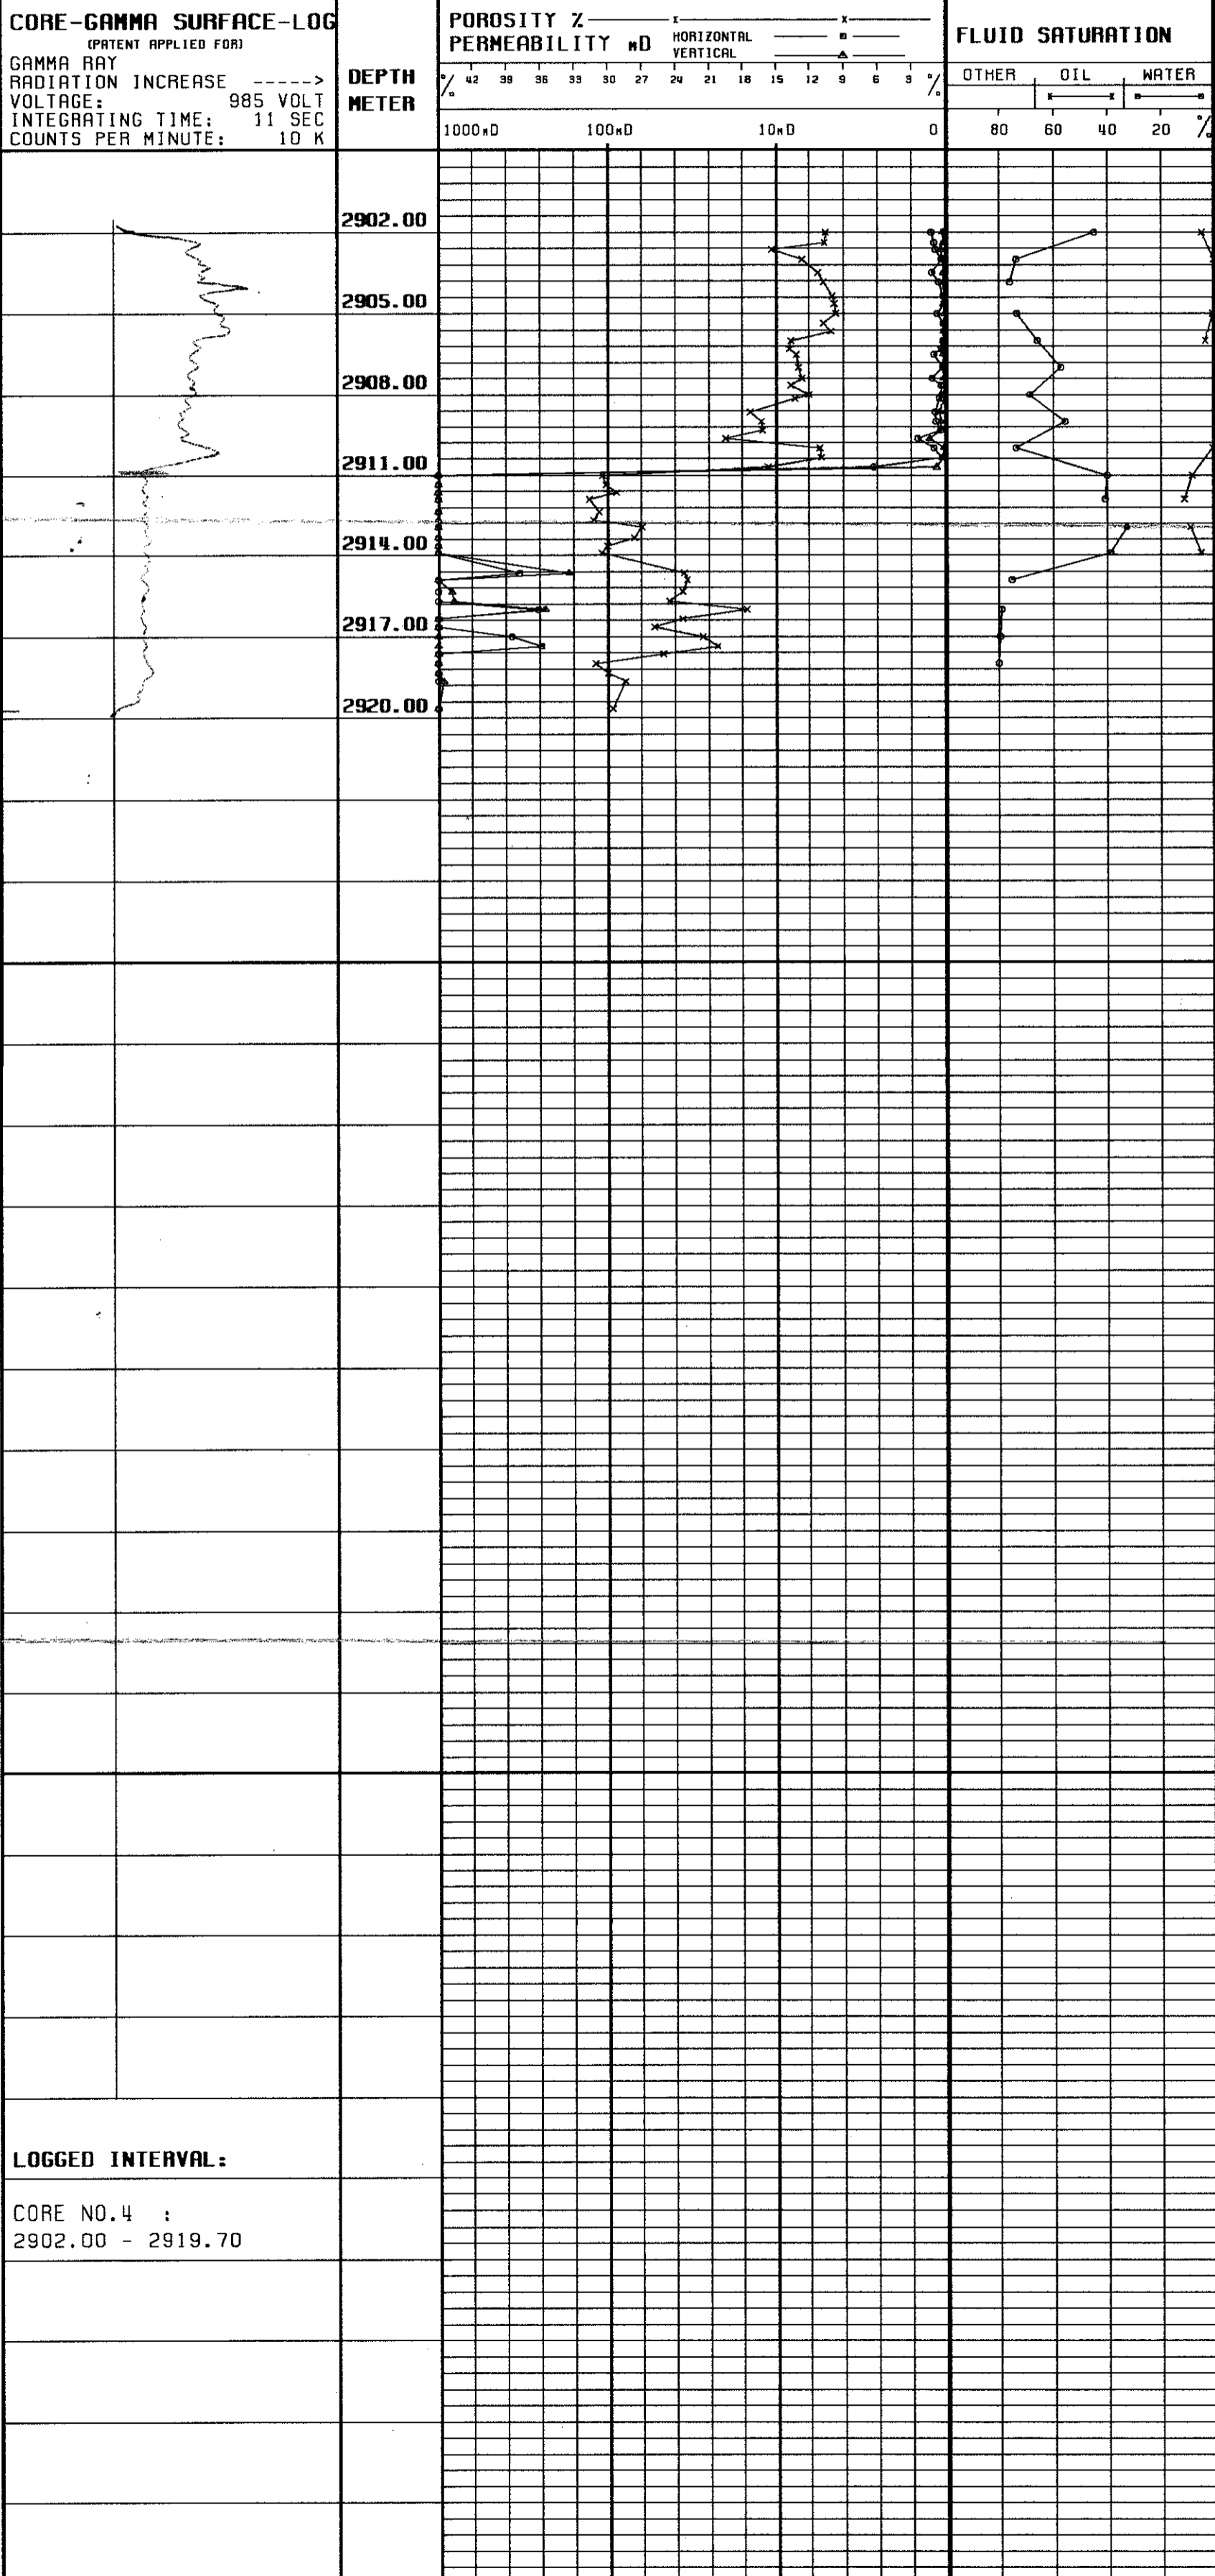 CORE-GAMMA SURFACE-LOG
(PATENT APPLIED FOR)
GAMMA RAY
RADIATION INCREASE ----->
VOLTAGE: 985 VOLT
INTEGRATING TIME: 11 SEC
COUNTS PER MINUTE: 10 K
DEPTH
METER
POROSITY %
PERMEABILITY mD
HORIZONTAL
VERTICAL
% 42 39 36 33 30 27 24 21 18 15 12 9 6 3 %
1000mD 100mD 10mD 0
FLUID SATURATION
OTHER OIL WATER
80 60 40 20 %
2902.00
2905.00
2908.00
2911.00
2914.00
2917.00
2920.00
LOGGED INTERVAL:
CORE NO.4 :
2902.00 - 2919.70